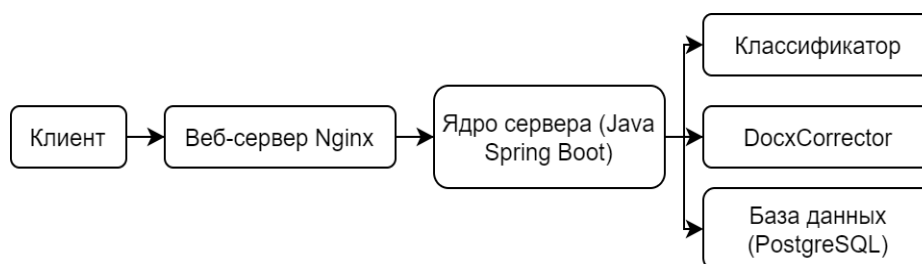 Клиент
Веб-сервер Nginx
Ядро сервера (Java
Spring Boot)
Классификатор
DocxCorrector
База данных
(PostgreSQL)